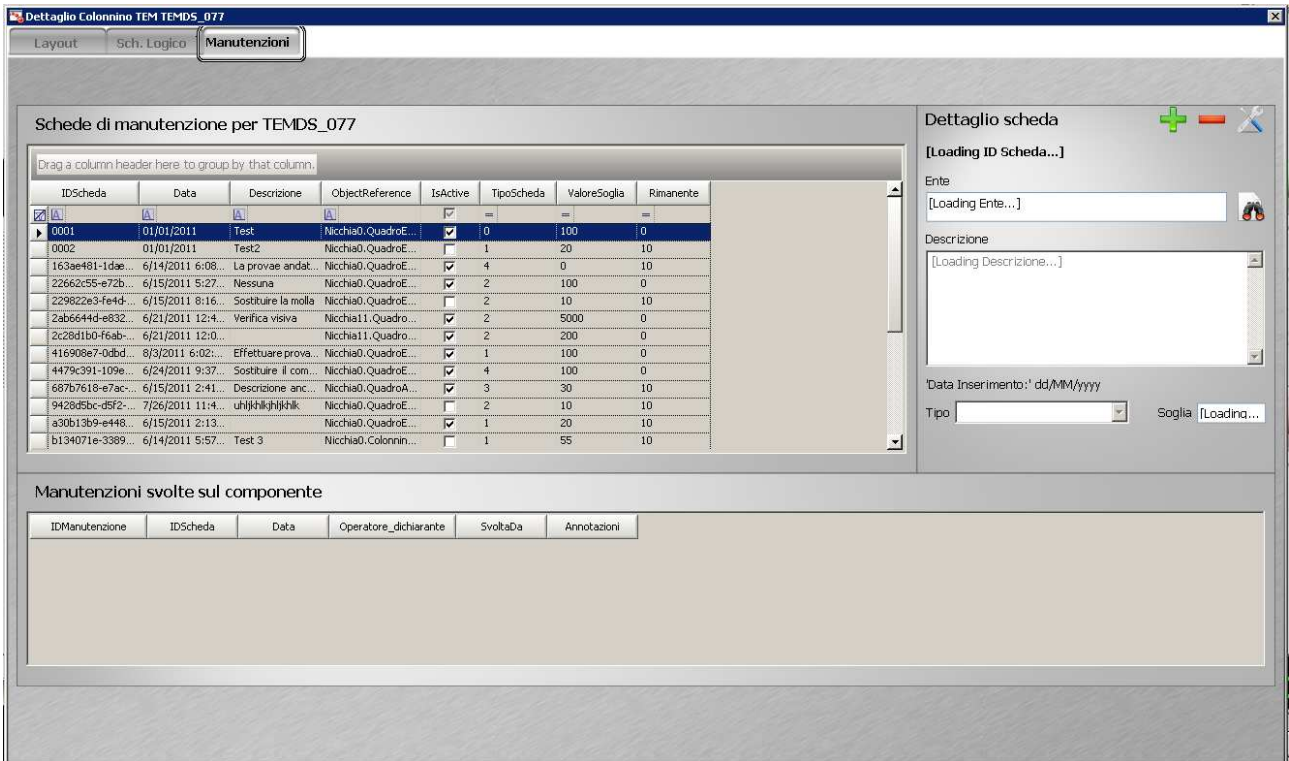 Dettaglio Colonnino TEM TEMDS_077
Layout Sch. Logico Manutenzioni
Schede di manutenzione per TEMDS_077
Drag a column header here to group by that column.
IDScheda Data Descrizione ObjectReference IsActive TipoScheda ValoreSoglia Rimanente
A A A A = = =
0001 01/01/2011 Test Nicchia0.QuadroE... 0 100 0
0002 01/01/2011 Test2 Nicchia0.QuadroE... 1 20 10
163ae481-1dae... 6/14/2011 6:08... La provae andat... Nicchia0.QuadroE... 4 0 10
22662c55-e72b... 6/15/2011 5:27... Nessuna Nicchia0.QuadroE... 2 100 0
229822e3-fe4d-... 6/15/2011 8:16... Sostituire la molla Nicchia0.QuadroE... 2 10 10
2ab6644d-e832... 6/21/2011 12:4... Verifica visiva Nicchia11.Quadro... 2 5000 0
2c28d1b0-f6ab-... 6/21/2011 12:0... Nicchia11.Quadro... 2 200 0
416908e7-0dbd... 8/3/2011 6:02:... Effettuare prova... Nicchia0.QuadroE... 1 100 0
4479c391-109e... 6/24/2011 9:37... Sostituire il com... Nicchia0.QuadroE... 4 100 0
687b7618-e7ac-... 6/15/2011 2:41... Descrizione anc... Nicchia0.QuadroA... 3 30 10
9428d5bc-d5f2-... 7/26/2011 11:4... uhljkhlkjhljkhlk Nicchia0.QuadroE... 2 10 10
a30b13b9-e448... 6/15/2011 2:13... Nicchia0.QuadroE... 1 20 10
b134071e-3389... 6/14/2011 5:57... Test 3 Nicchia0.Colonnin... 1 55 10
Dettaglio scheda
[Loading ID Scheda...]
Ente
[Loading Ente...]
Descrizione
[Loading Descrizione...]
'Data Inserimento:' dd/MM/yyyy
Tipo Soglia [Loading...
Manutenzioni svolte sul componente
IDManutenzione IDScheda Data Operatore_dichiarante SvoltaDa Annotazioni